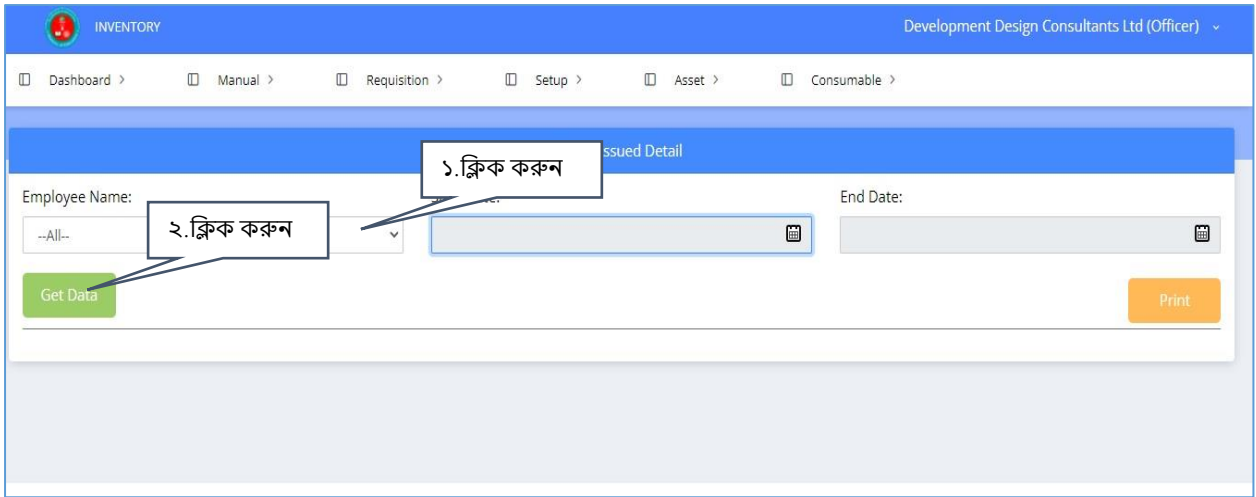 INVENTORY Development Design Consultants Ltd (Officer)
Dashboard > Manual > Requisition > Setup > Asset > Consumable >
ssued Detail
১.ক্লিক করুন
Employee Name: End Date:
--All--
২.ক্লিক করুন
Get Data Print